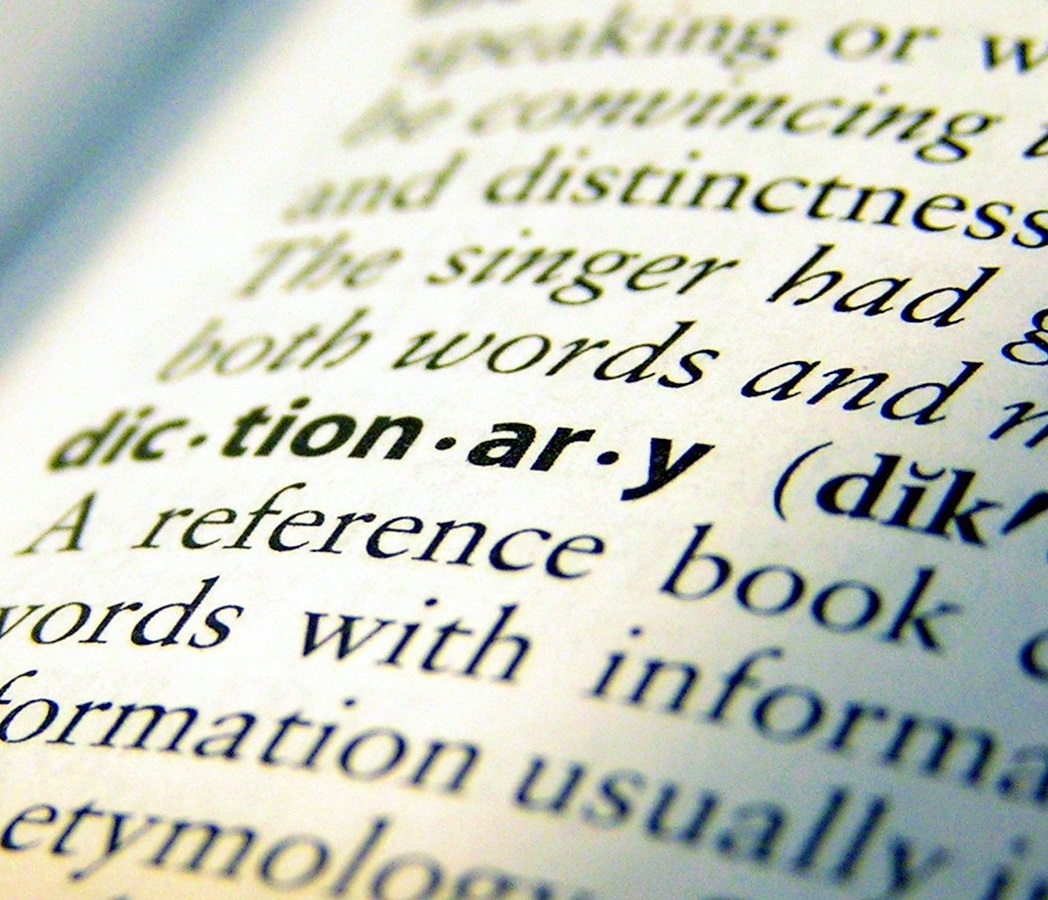 speaking or w
be convincing i
and distinctness
The singer had g
both words and n
dic·tion·ar·y (dĭk′
A reference book c
words with informa
formation usually i
etymology